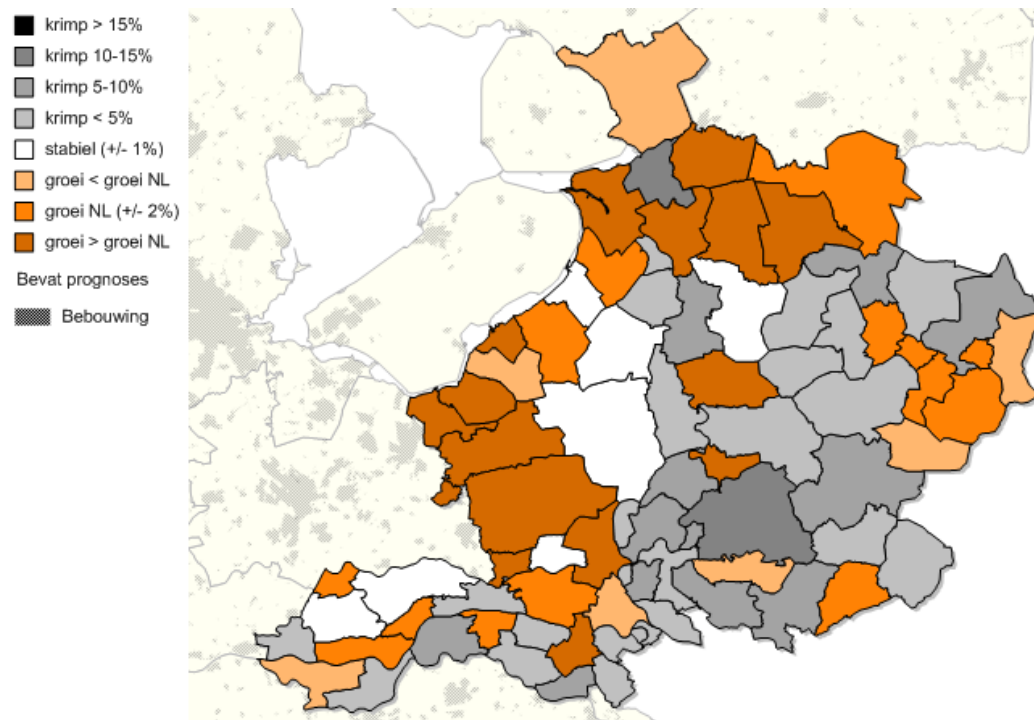 krimp > 15%
krimp 10-15%
krimp 5-10%
krimp < 5%
stabiel (+/- 1%)
groei < groei NL
groei NL (+/- 2%)
groei > groei NL
Bevat prognoses
Bebouwing